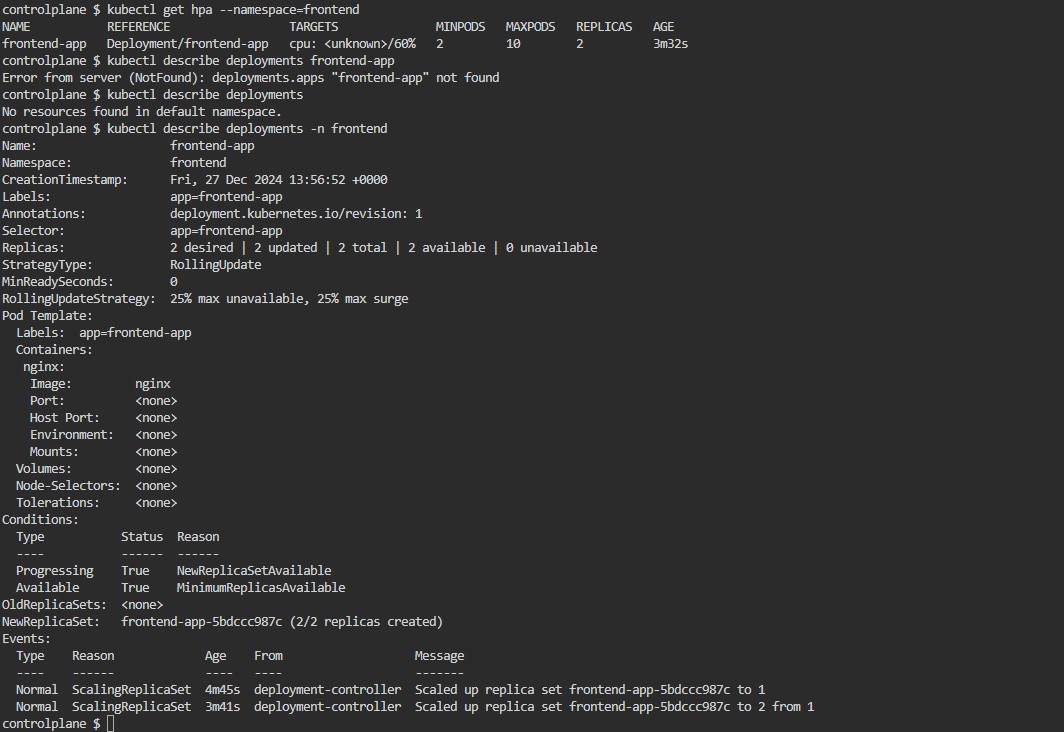 controlplane $ kubectl get hpa --namespace=frontend
NAME           REFERENCE                 TARGETS              MINPODS   MAXPODS   REPLICAS   AGE
frontend-app   Deployment/frontend-app   cpu: <unknown>/60%   2         10        2          3m32s
controlplane $ kubectl describe deployments frontend-app
Error from server (NotFound): deployments.apps "frontend-app" not found
controlplane $ kubectl describe deployments
No resources found in default namespace.
controlplane $ kubectl describe deployments -n frontend
Name:                   frontend-app
Namespace:              frontend
CreationTimestamp:      Fri, 27 Dec 2024 13:56:52 +0000
Labels:                 app=frontend-app
Annotations:            deployment.kubernetes.io/revision: 1
Selector:               app=frontend-app
Replicas:               2 desired | 2 updated | 2 total | 2 available | 0 unavailable
StrategyType:           RollingUpdate
MinReadySeconds:        0
RollingUpdateStrategy:  25% max unavailable, 25% max surge
Pod Template:
  Labels:  app=frontend-app
  Containers:
   nginx:
    Image:         nginx
    Port:          <none>
    Host Port:     <none>
    Environment:   <none>
    Mounts:        <none>
  Volumes:         <none>
  Node-Selectors:  <none>
  Tolerations:     <none>
Conditions:
  Type           Status  Reason
  ----           ------  ------
  Progressing    True    NewReplicaSetAvailable
  Available      True    MinimumReplicasAvailable
OldReplicaSets:  <none>
NewReplicaSet:   frontend-app-5bdccc987c (2/2 replicas created)
Events:
  Type    Reason             Age    From                   Message
  ----    ------             ----   ----                   -------
  Normal  ScalingReplicaSet  4m45s  deployment-controller  Scaled up replica set frontend-app-5bdccc987c to 1
  Normal  ScalingReplicaSet  3m41s  deployment-controller  Scaled up replica set frontend-app-5bdccc987c to 2 from 1
controlplane $